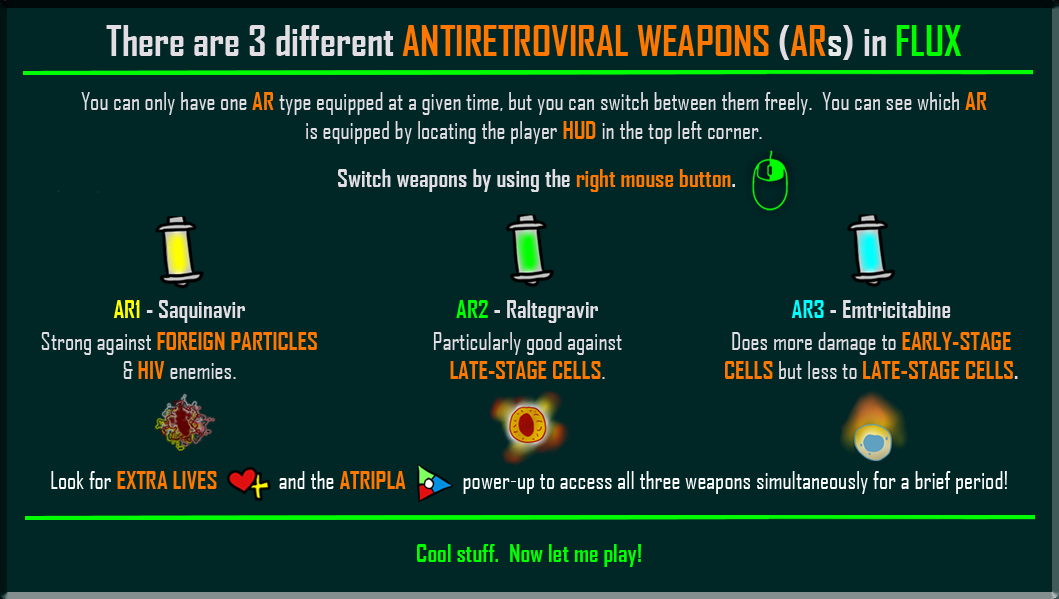 There are 3 different ANTIRETROVIRAL WEAPONS (ARs) in FLUX
You can only have one AR type equipped at a given time, but you can switch between them freely. You can see which AR
is equipped by locating the player HUD in the top left corner.
Switch weapons by using the right mouse button.
AR1 - Saquinavir
Strong against FOREIGN PARTICLES
& HIV enemies.
AR2 - Raltegravir
Particularly good against
LATE-STAGE CELLS.
AR3 - Emtricitabine
Does more damage to EARLY-STAGE
CELLS but less to LATE-STAGE CELLS.
Look for EXTRA LIVES and the ATRIPLA power-up to access all three weapons simultaneously for a brief period!
Cool stuff. Now let me play!